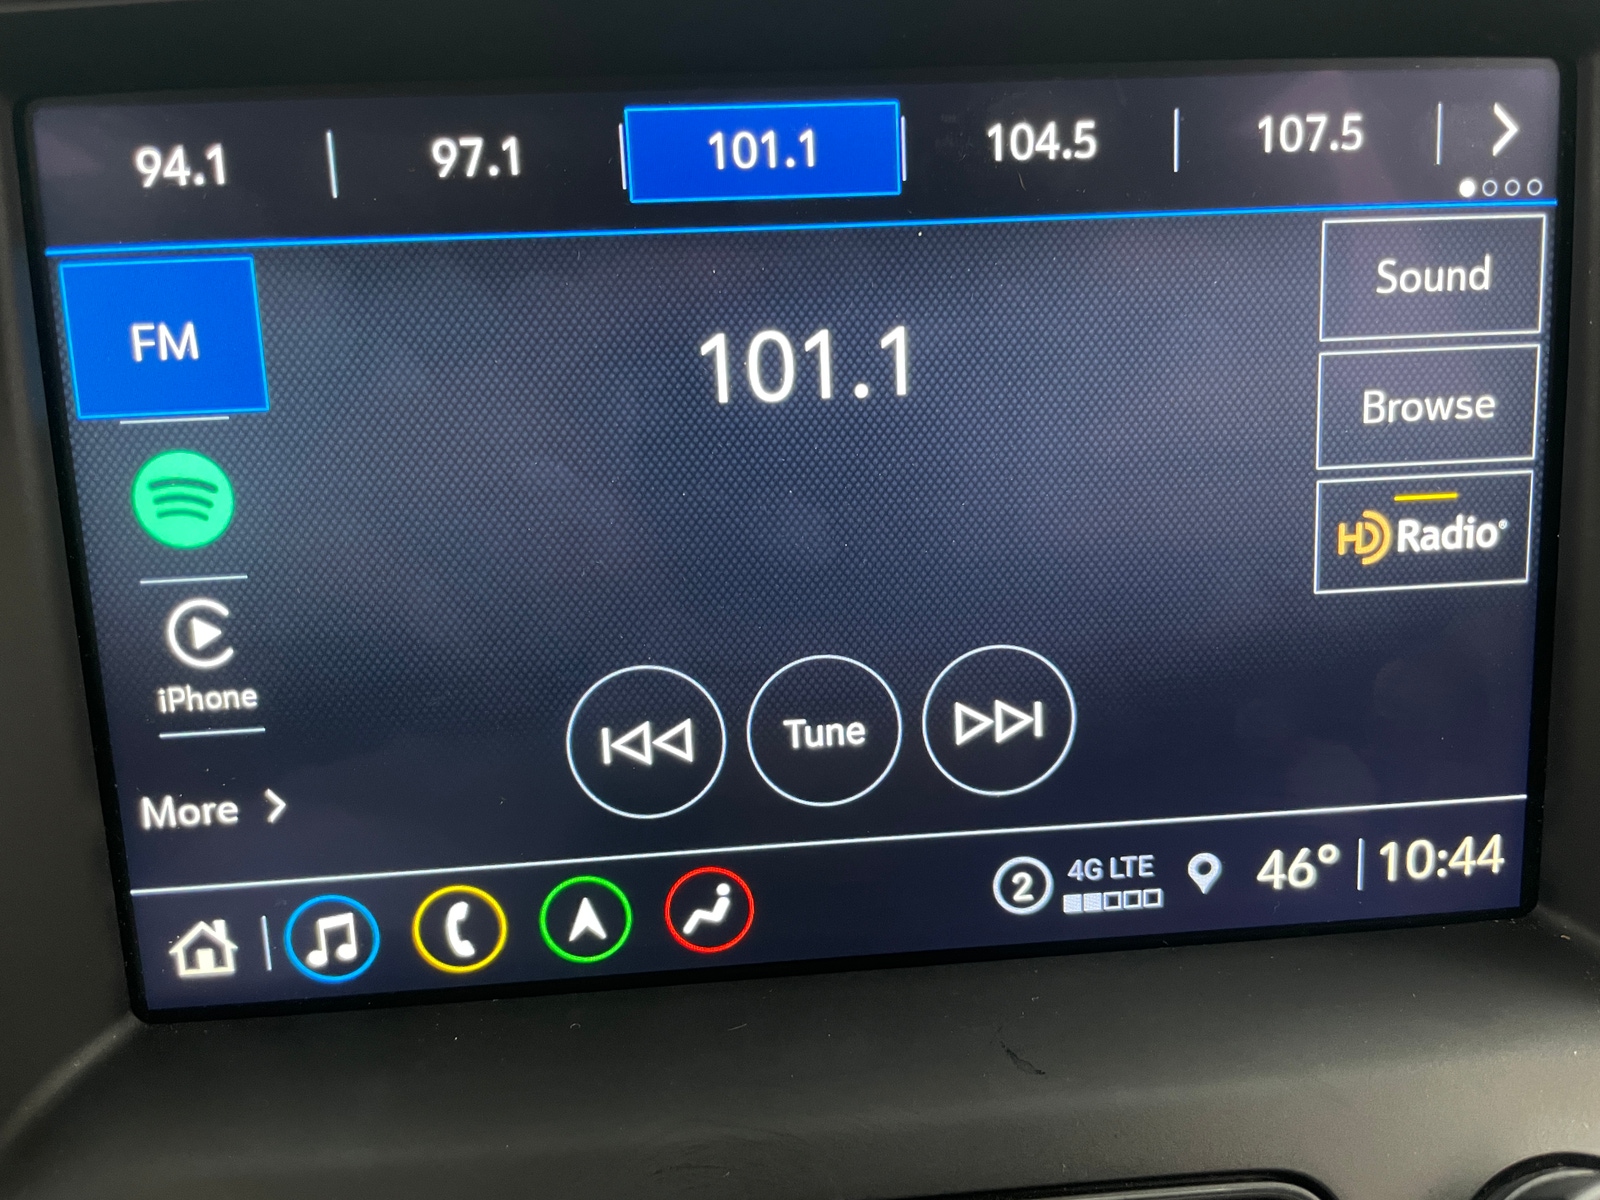 94.1 97.1 101.1 104.5 107.5
Sound
FM
101.1
Browse
HD Radio®
iPhone
Tune
More
2 4G LTE 46° 10:44